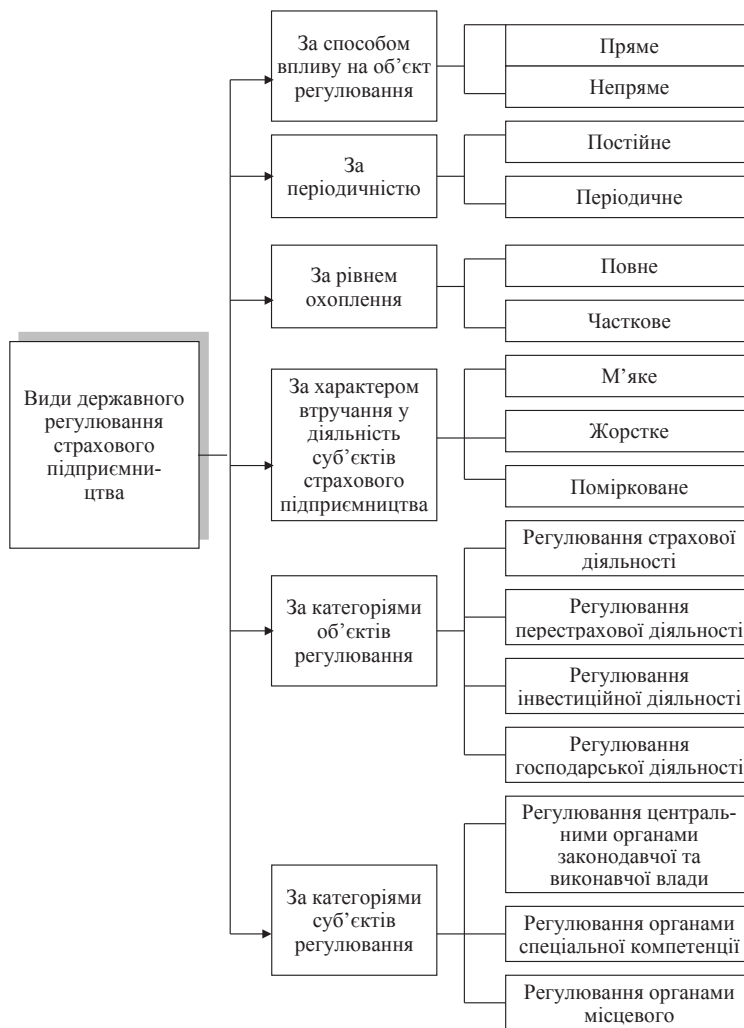 Види державного
регулювання
страхового
підприємни-
цтва
За способом
впливу на об’єкт
регулювання
Пряме
Непряме
За
періодичністю
Постійне
Періодичне
За рівнем
охоплення
Повне
Часткове
За характером
втручання у
діяльність
суб’єктів
страхового
підприємництва
М’яке
Жорстке
Помірковане
За категоріями
об’єктів
регулювання
Регулювання страхової
діяльності
Регулювання
перестрахової діяльності
Регулювання
інвестиційної діяльності
Регулювання
господарської діяльності
За категоріями
суб’єктів
регулювання
Регулювання централь-
ними органами
законодавчої та
виконавчої влади
Регулювання органами
спеціальної компетенції
Регулювання органами
місцевого